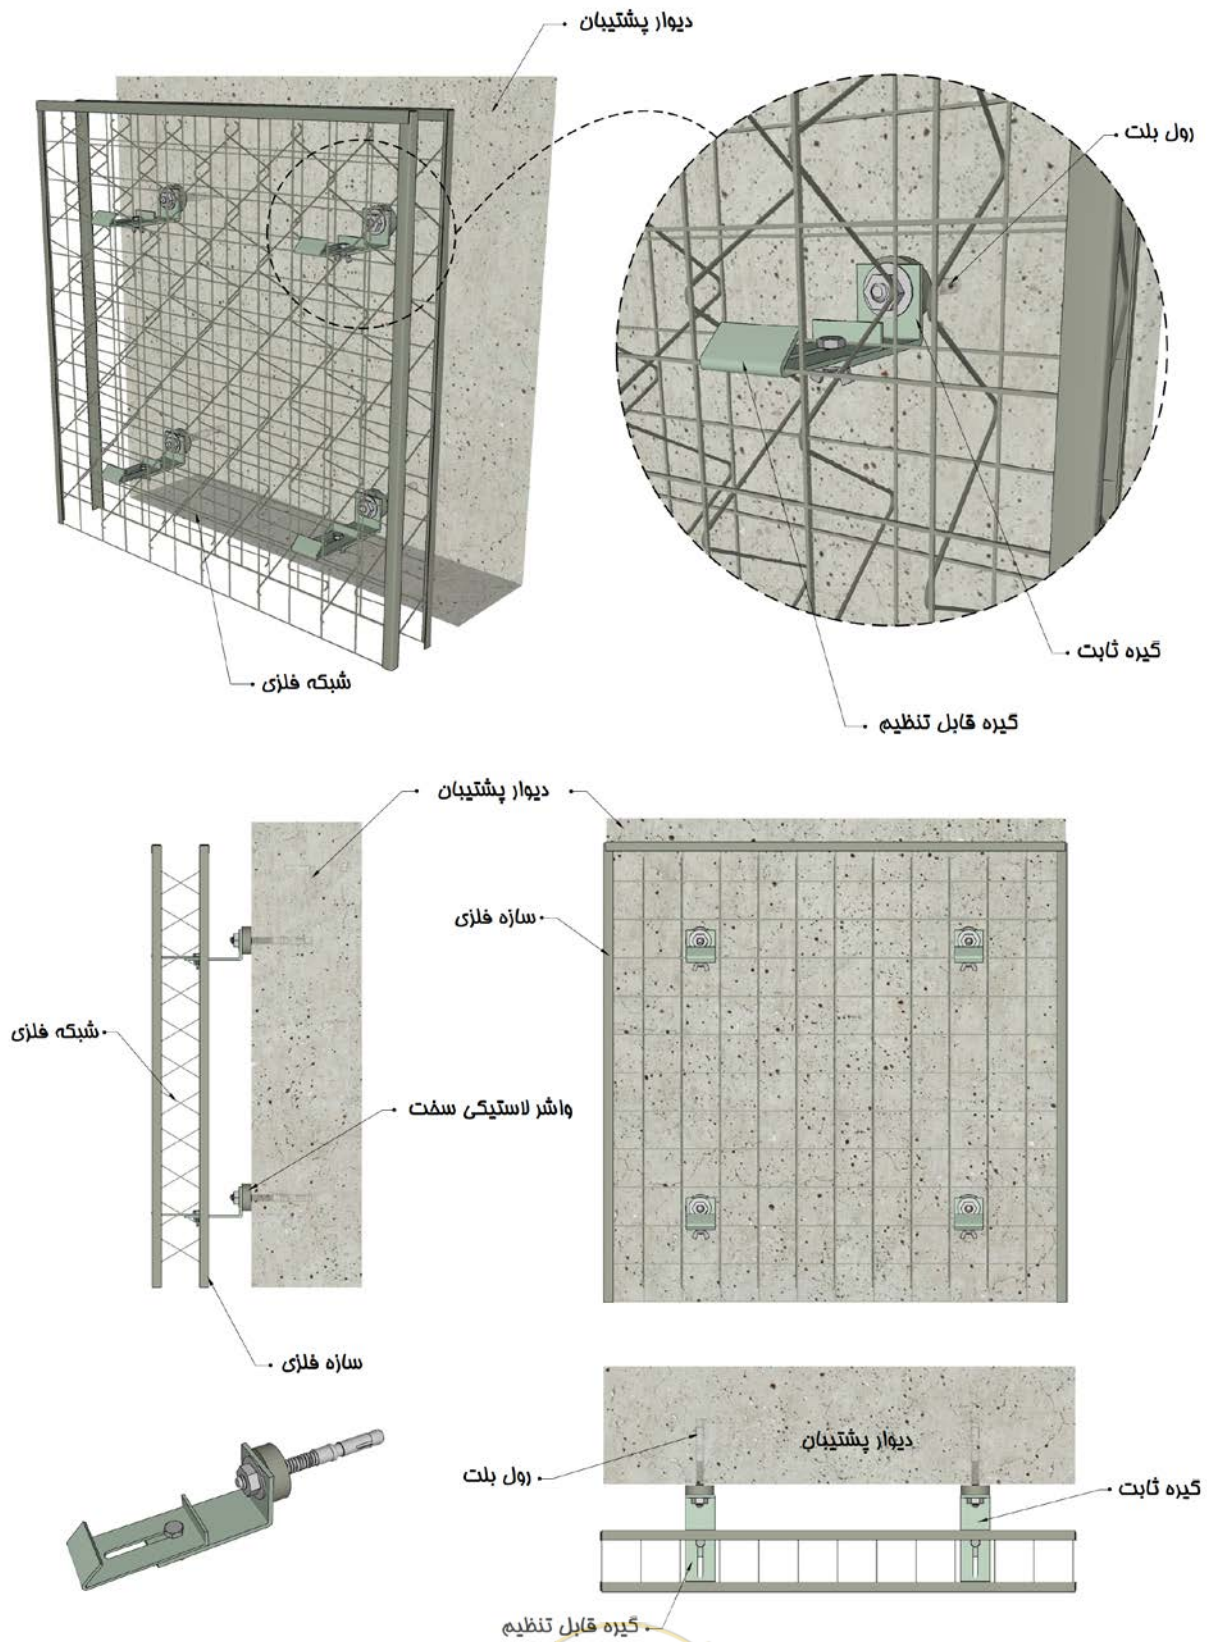 دیوار پشتیبان
رول بلت
گیره ثابت
شبکه فلزی
گیره قابل تنظیم
دیوار پشتیبان
سازه فلزی
شبکه فلزی
واشر لاستیکی سخت
سازه فلزی
دیوار پشتیبان
رول بلت
گیره ثابت
گیره قابل تنظیم